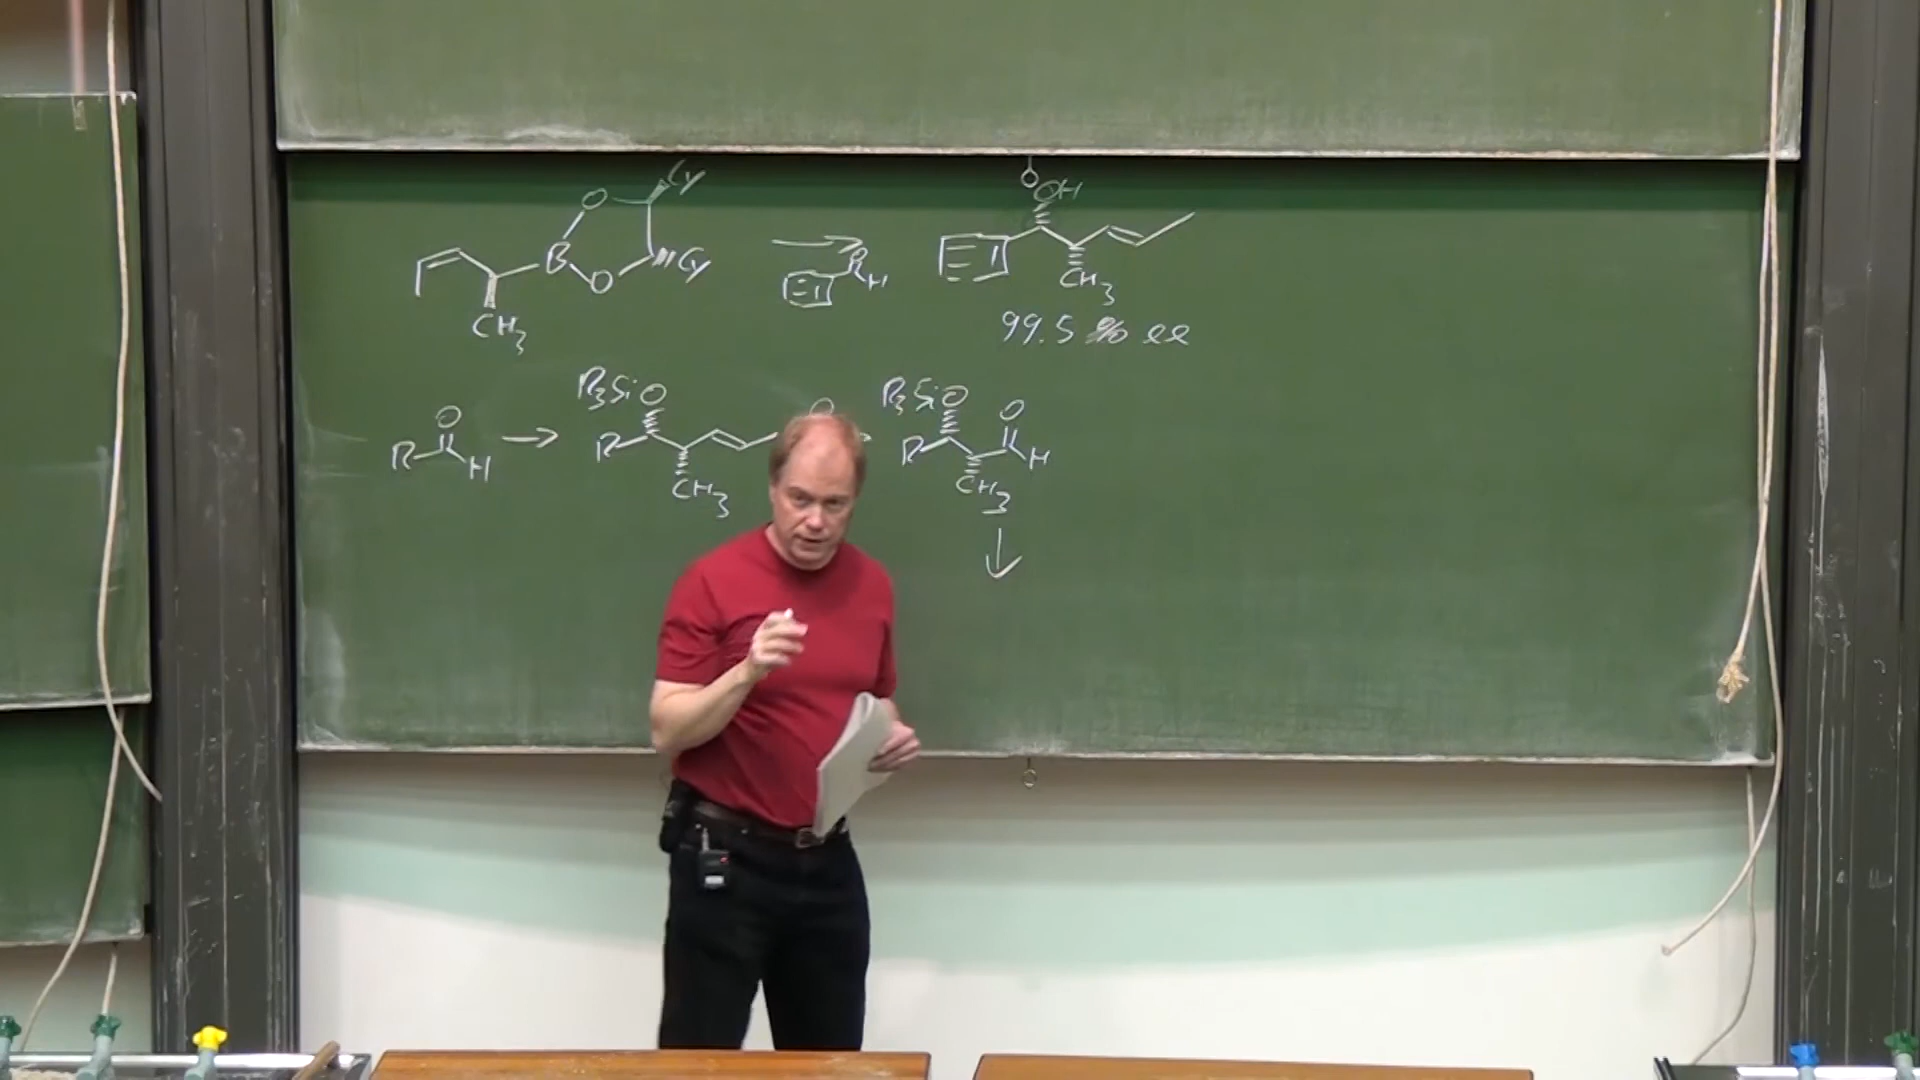 O Cy
B
O Cy
CH3
H
OH
CH3
99.5 % ee
O
R H
R3SiO
R
CH3
O
R3SiO O
R H
CH3